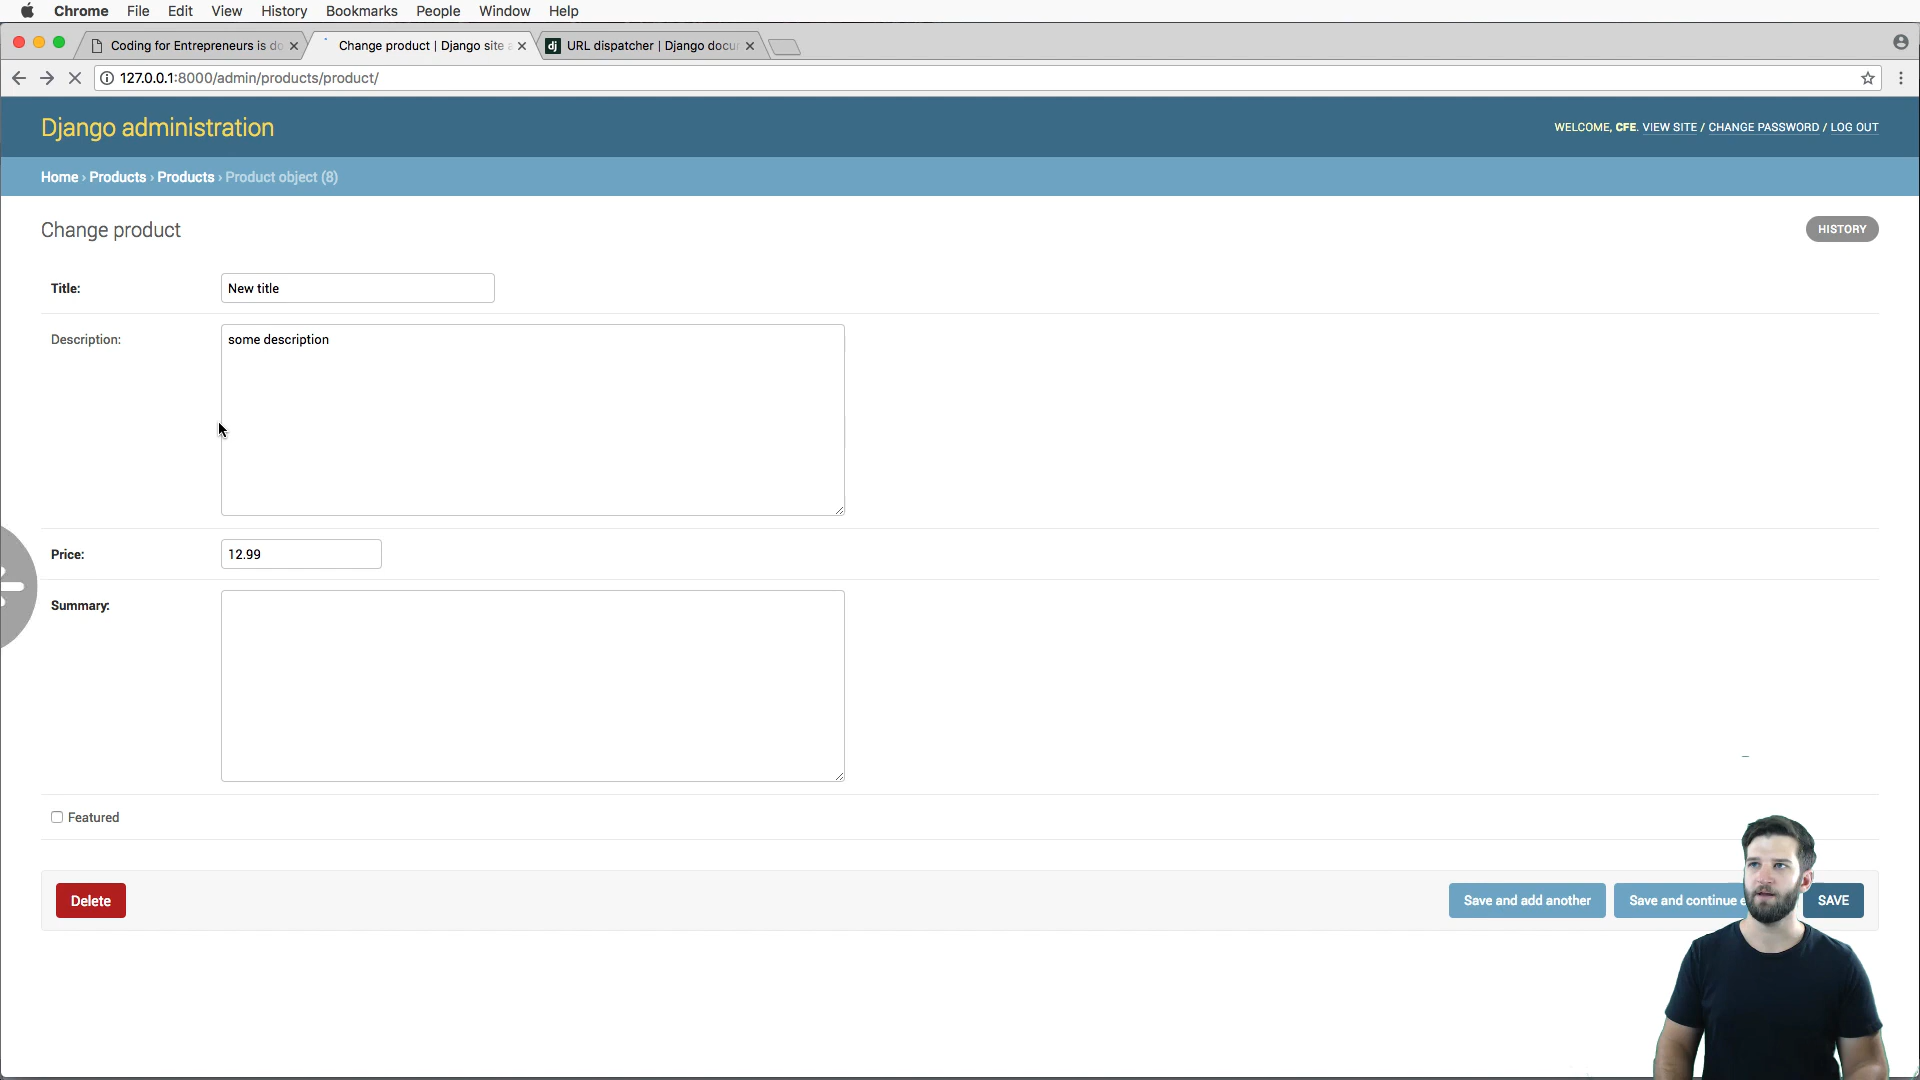 Chrome File Edit View History Bookmarks People Window Help
Coding for Entrepreneurs is do
Change product | Django site a
dj URL dispatcher | Django docu
127.0.0.1:8000/admin/products/product/
Django administration
WELCOME, CFE. VIEW SITE / CHANGE PASSWORD / LOG OUT
Home › Products › Products › Product object (8)
Change product
HISTORY
Title: New title
Description: some description
Price: 12.99
Summary:
Featured
Delete
Save and add another
Save and continue e
SAVE